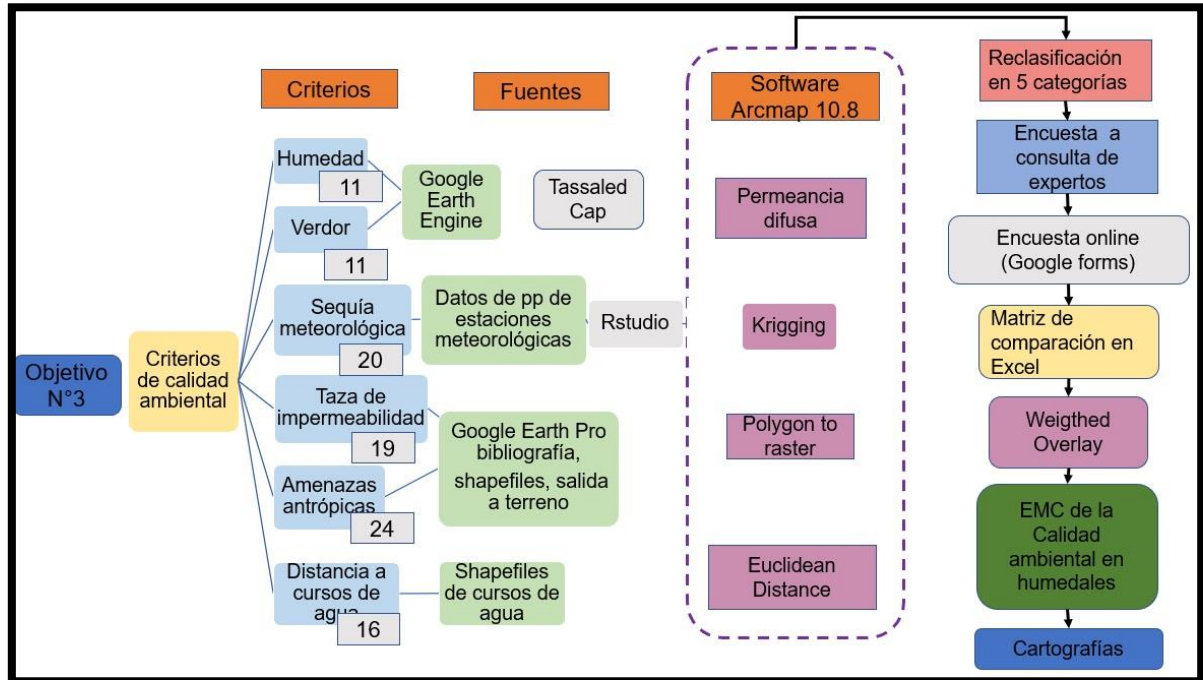 Objetivo
N°3
Criterios
de calidad
ambiental
Criterios
Humedad
11
Verdor
11
Sequía
meteorológica
20
Taza de
impermeabilidad
19
Amenazas
antrópicas
24
Distancia a
cursos de
agua
16
Fuentes
Google
Earth
Engine
Tassaled
Cap
Datos de pp de
estaciones
meteorológicas
Rstudio
Google Earth Pro
bibliografía,
shapefiles, salida
a terreno
Shapefiles
de cursos de
agua
Software
Arcmap 10.8
Permeancia
difusa
Krigging
Polygon to
raster
Euclidean
Distance
Reclasificación
en 5 categorías
Encuesta a
consulta de
expertos
Encuesta online
(Google forms)
Matriz de
comparación en
Excel
Weigthed
Overlay
EMC de la
Calidad
ambiental en
humedales
Cartografías